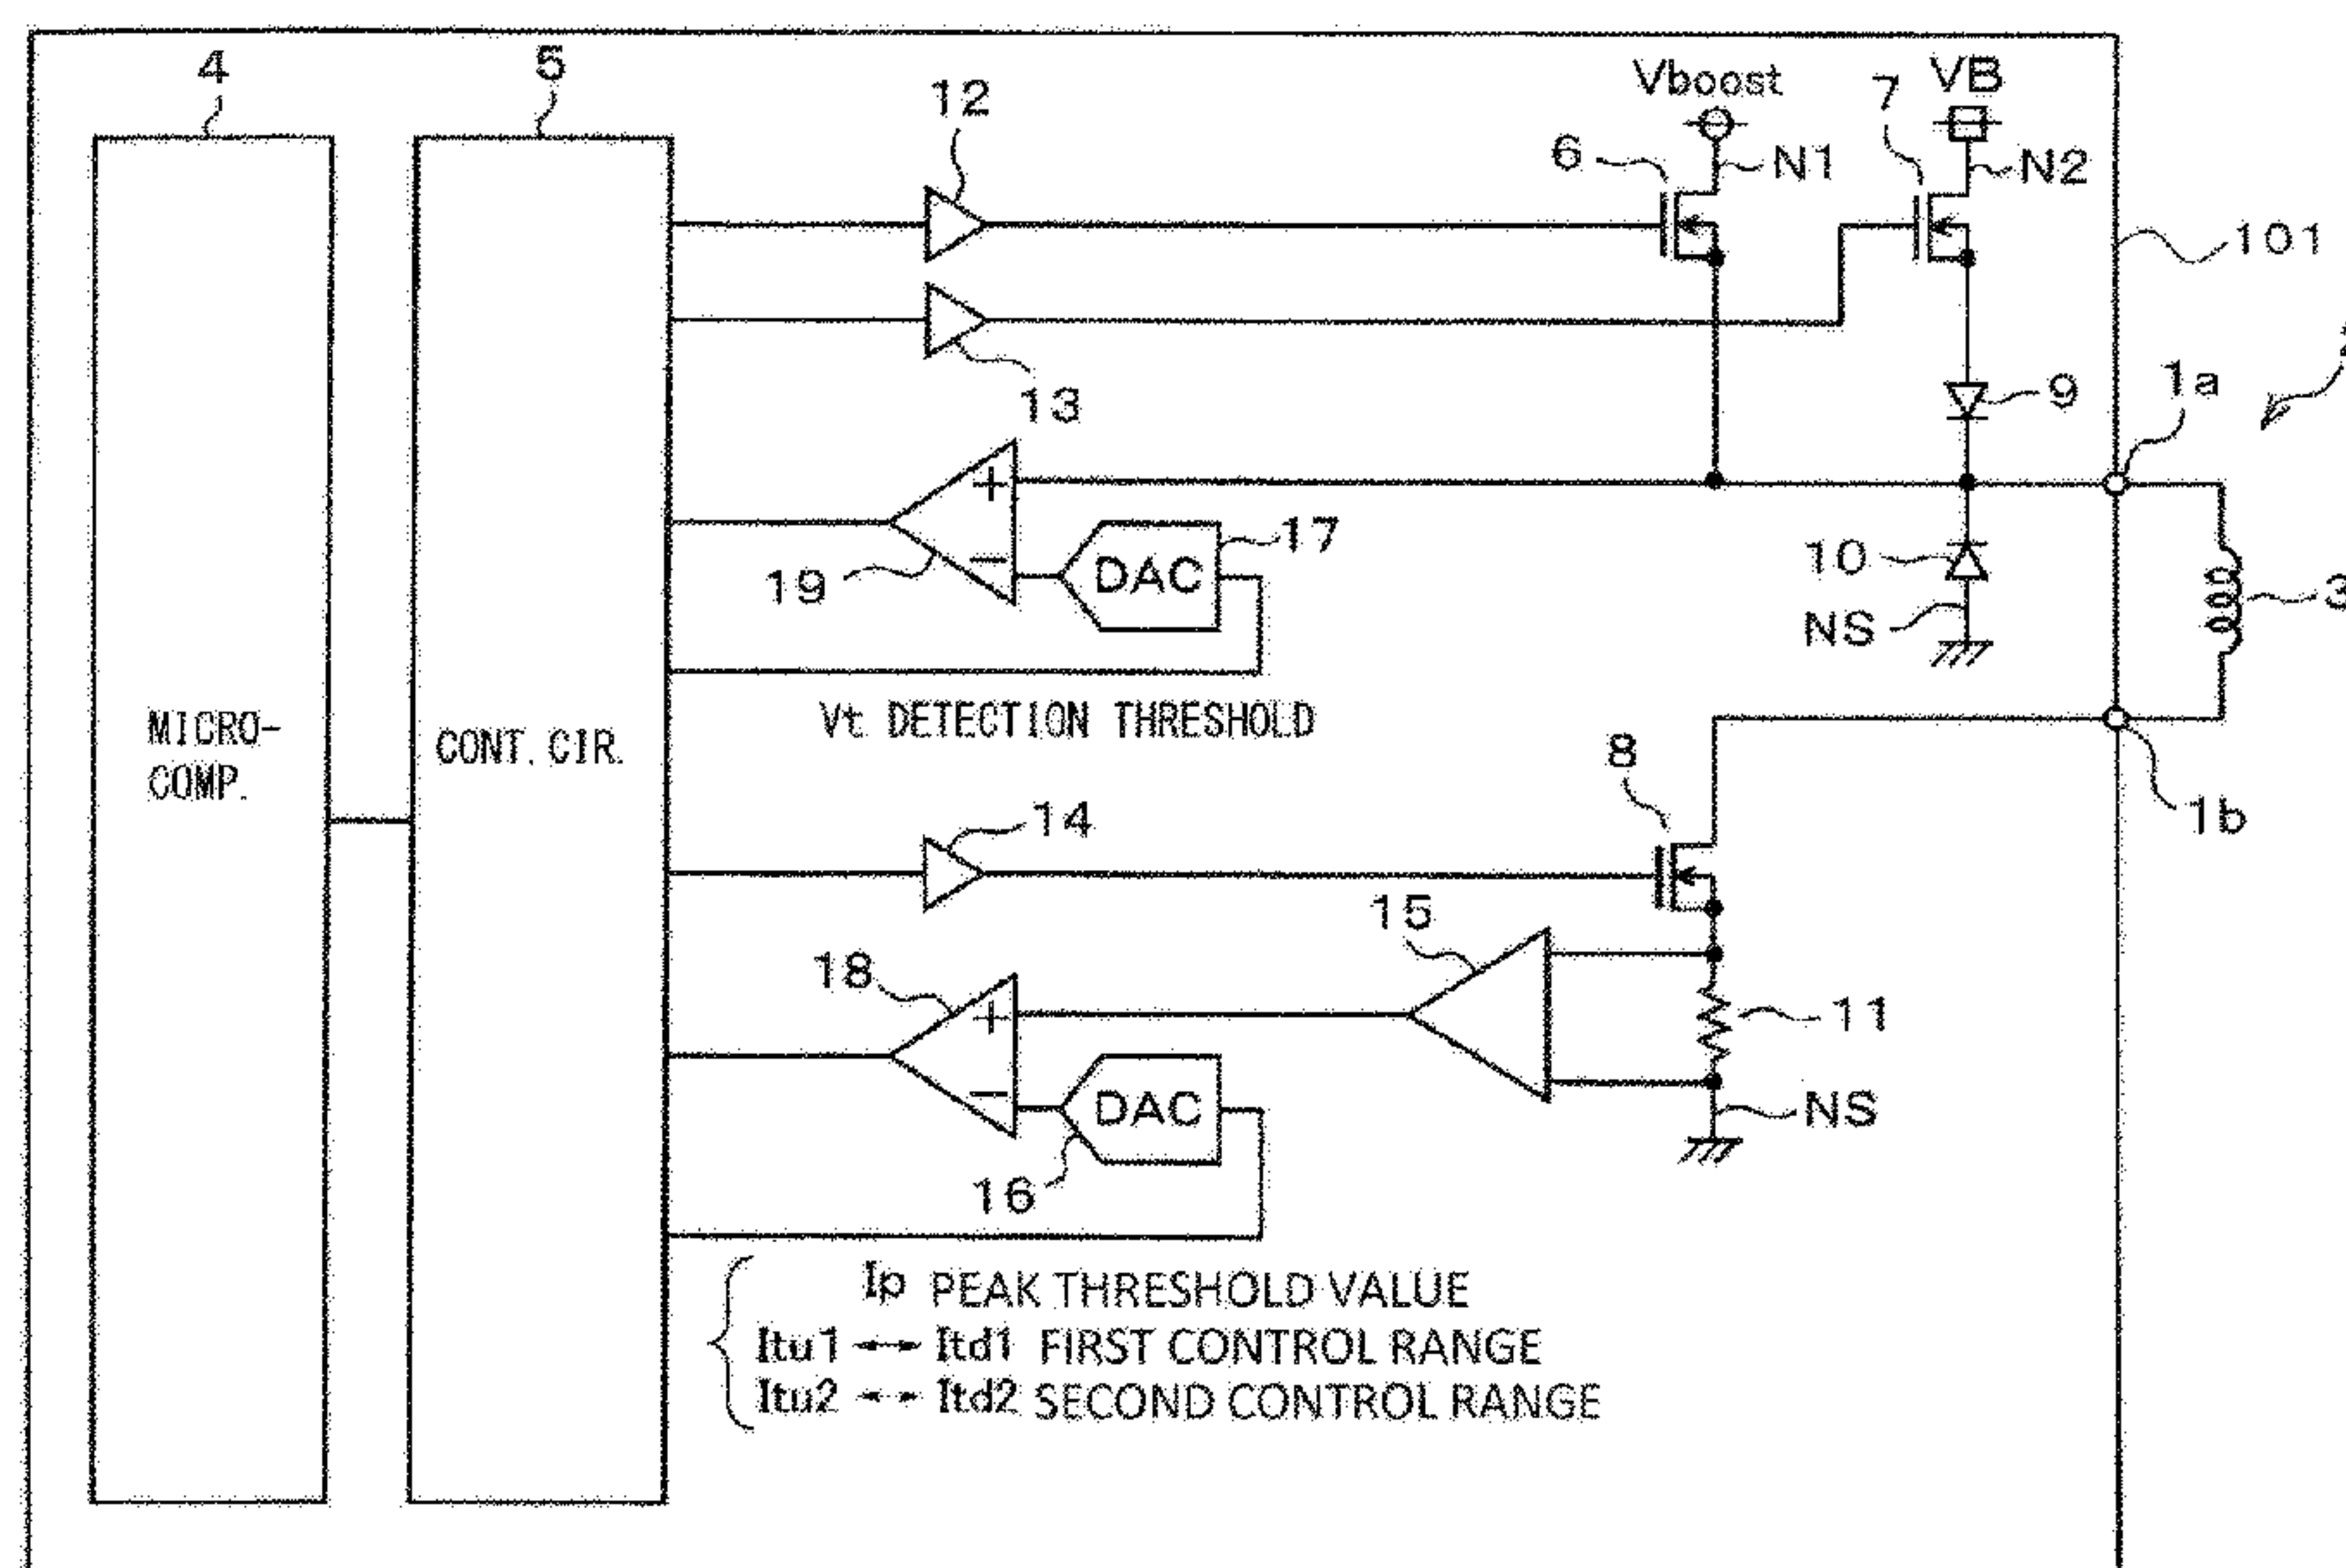 4
5
12
Vboost
7
VB
6
N1
N2
101
13
9
1a
+
−
19
DAC
17
10
NS
3
Vt DETECTION THRESHOLD
MICRO-
COMP.
CONT. CIR.
8
1b
14
15
18
+
−
11
DAC
16
NS
Ip PEAK THRESHOLD VALUE
Itu1 ↔ Itd1 FIRST CONTROL RANGE
Itu2 ↔ Itd2 SECOND CONTROL RANGE